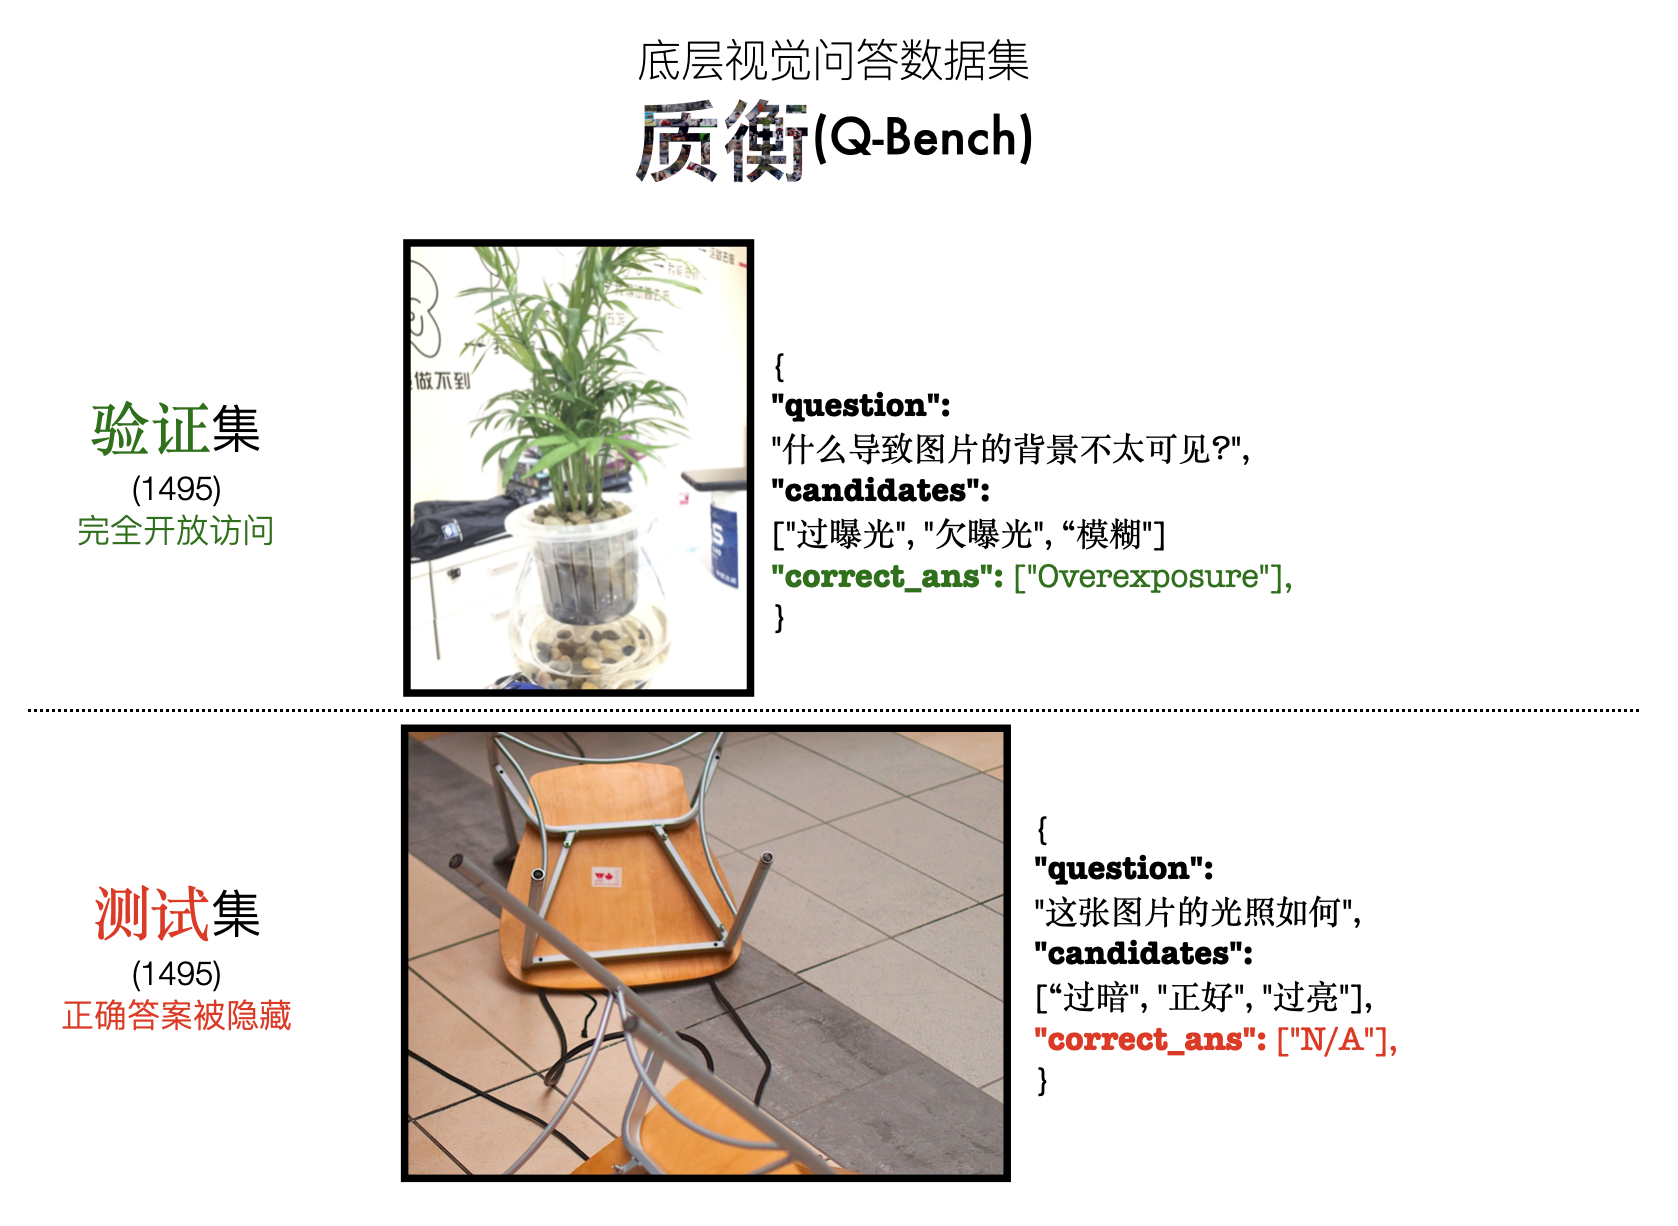 底层视觉问答数据集
质衡(Q-Bench)
验证集
(1495)
完全开放访问
做不到
{
"question":
"什么导致图片的背景不太可见?",
"candidates":
["过曝光", "欠曝光", “模糊"]
"correct_ans": ["Overexposure"],
}
测试集
(1495)
正确答案被隐藏
{
"question":
"这张图片的光照如何",
"candidates":
[“过暗", "正好", "过亮"],
"correct_ans": ["N/A"],
}